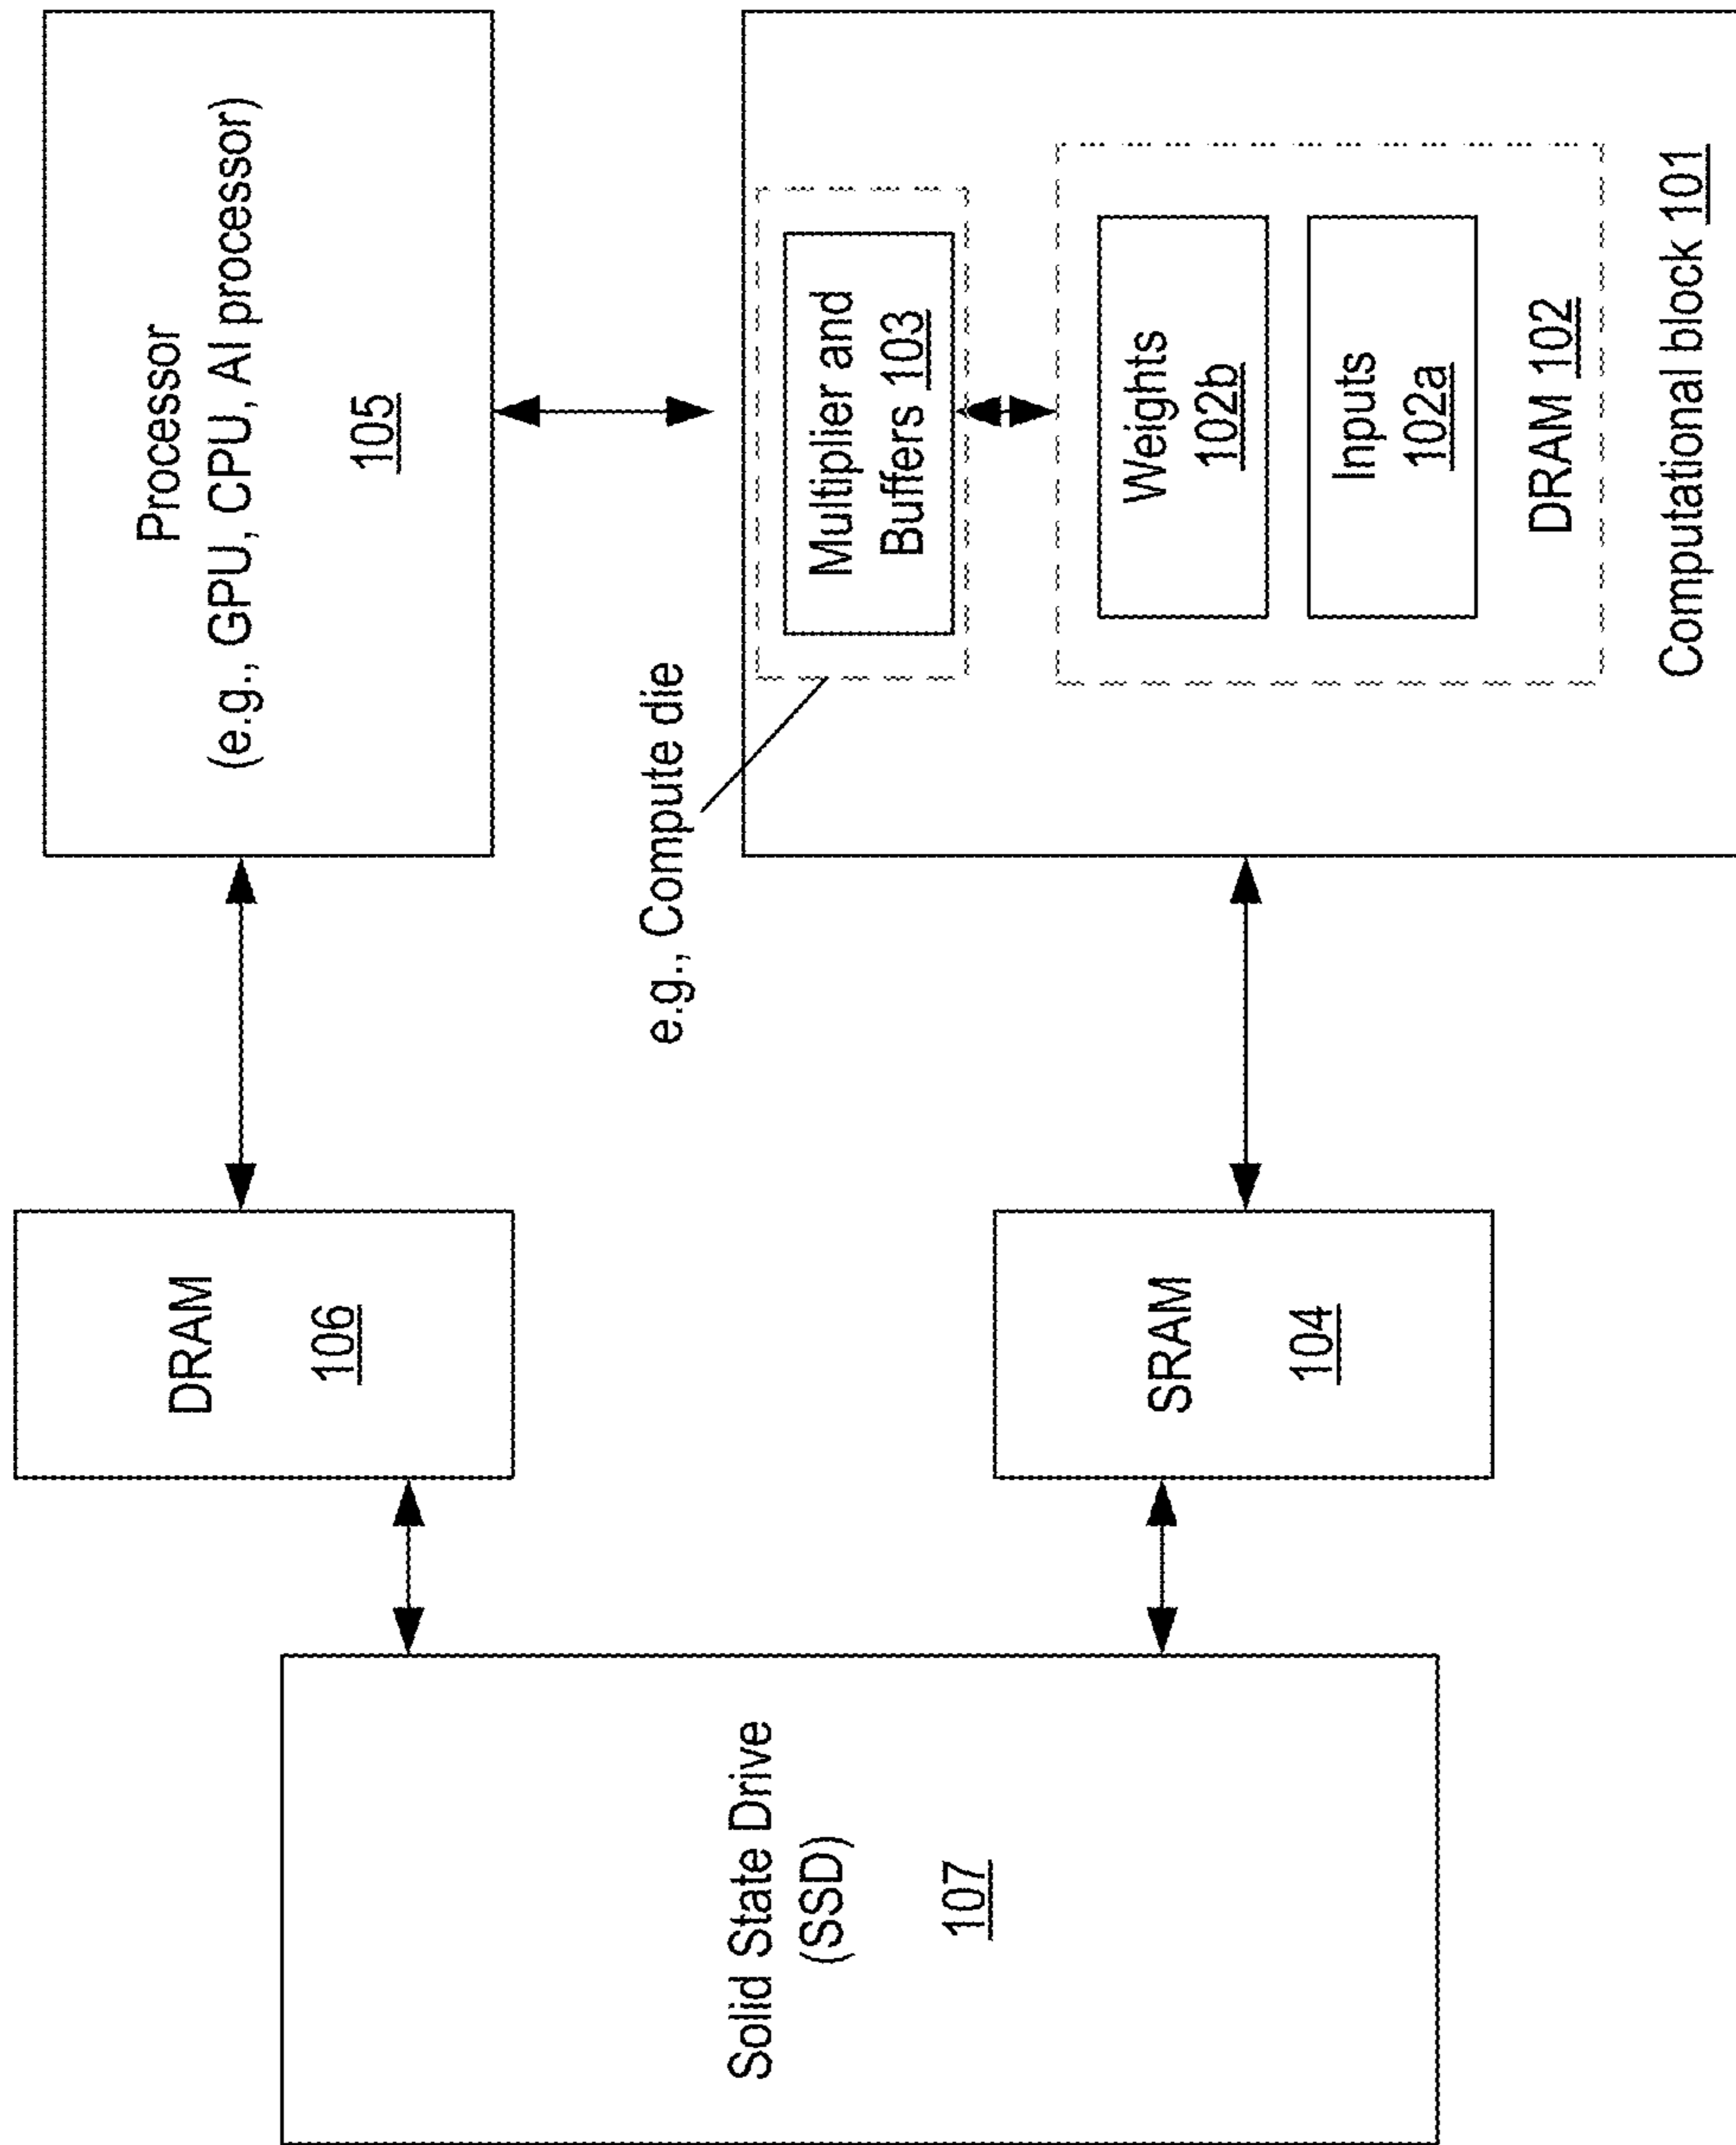 Processor
(e.g., GPU, CPU, AI processor)
105
DRAM
106
Solid State Drive
(SSD)
107
SRAM
104
e.g., Compute die
Multiplier and
Buffers 103
Weights
102b
Inputs
102a
DRAM 102
Computational block 101